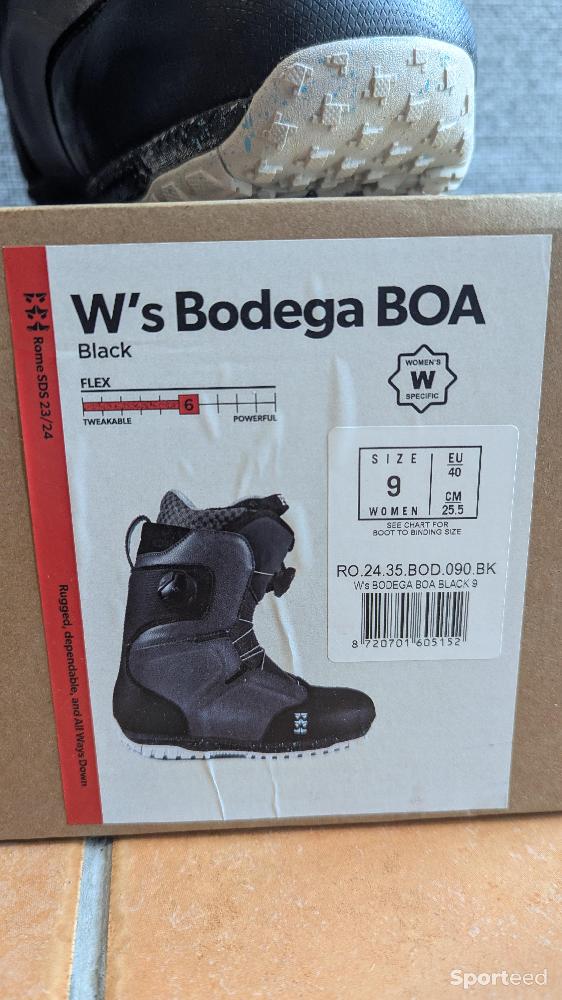 W's Bodega BOA
Black
FLEX
6
TWEAKABLE
POWERFUL
WOMEN'S
W
SPECIFIC
Rome SDS 23/24
Rugged, dependable, and All Ways Down
SIZE
9
WOMEN
EU
40
CM
25.5
SEE CHART FOR
BOOT TO BINDING SIZE
RO.24.35.BOD.090.BK
W's BODEGA BOA BLACK 9
8 720701 605152
Sporteed